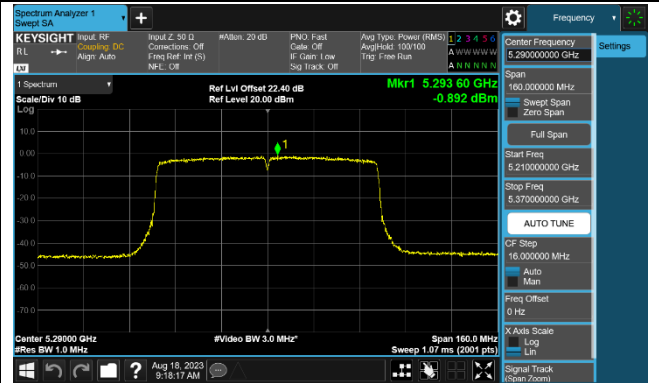 Spectrum Analyzer 1
Swept SA
+
Frequency
KEYSIGHT
RL
LXI
Input: RF
Coupling: DC
Align: Auto
Input Z: 50 Ω
Corrections: Off
Freq Ref: Int (S)
NFE: Off
#Atten: 20 dB
PNO: Fast
Gate: Off
IF Gain: Low
Sig Track: Off
Avg Type: Power (RMS)
Avg|Hold: 100/100
Trig: Free Run
1 2 3 4 5 6
A W W W W W
A N N N N N
1 Spectrum
Scale/Div 10 dB
Log
Ref Lvl Offset 22.40 dB
Ref Level 20.00 dBm
Mkr1 5.293 60 GHz
-0.892 dBm
1
10.0
0.00
-10.0
-20.0
-30.0
-40.0
-50.0
-60.0
-70.0
Center 5.29000 GHz
#Res BW 1.0 MHz
#Video BW 3.0 MHz*
Span 160.0 MHz
Sweep 1.07 ms (2001 pts)
Aug 18, 2023
9:18:17 AM
?
Center Frequency
5.290000000 GHz
Settings
Span
160.000000 MHz
Swept Span
Zero Span
Full Span
Start Freq
5.210000000 GHz
Stop Freq
5.370000000 GHz
AUTO TUNE
CF Step
16.000000 MHz
Auto
Man
Freq Offset
0 Hz
X Axis Scale
Log
Lin
Signal Track
(Span Zoom)